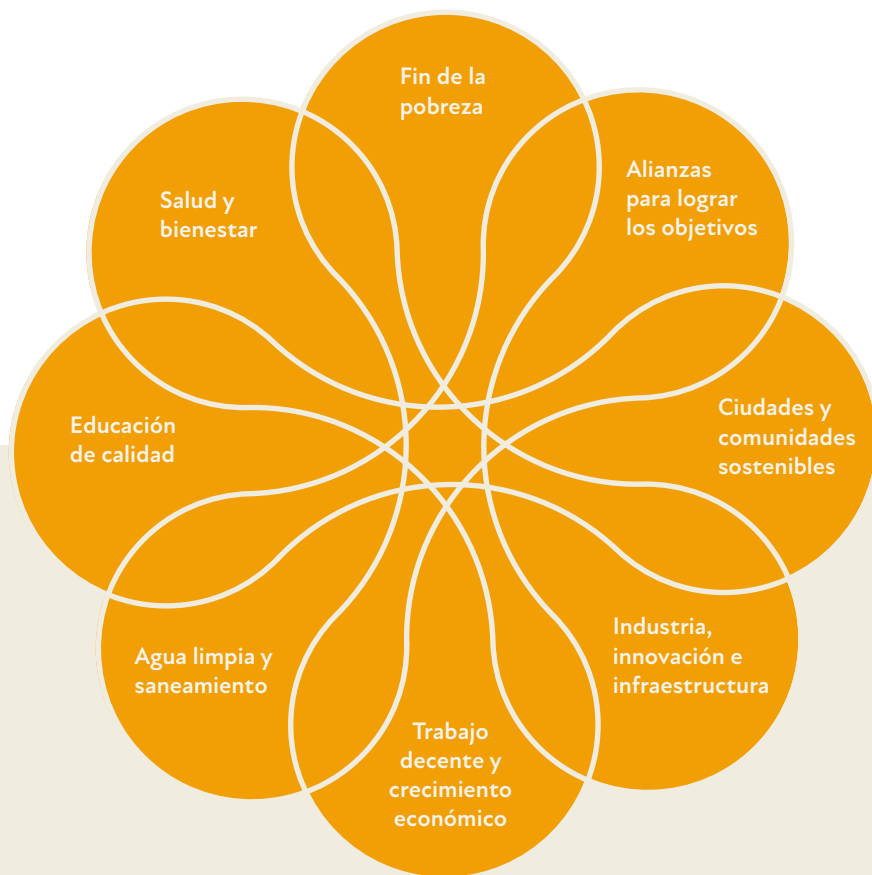 Fin de la
pobreza
Alianzas
para lograr
los objetivos
Ciudades y
comunidades
sostenibles
Industria,
innovación e
infraestructura
Trabajo
decente y
crecimiento
económico
Agua limpia y
saneamiento
Educación
de calidad
Salud y
bienestar